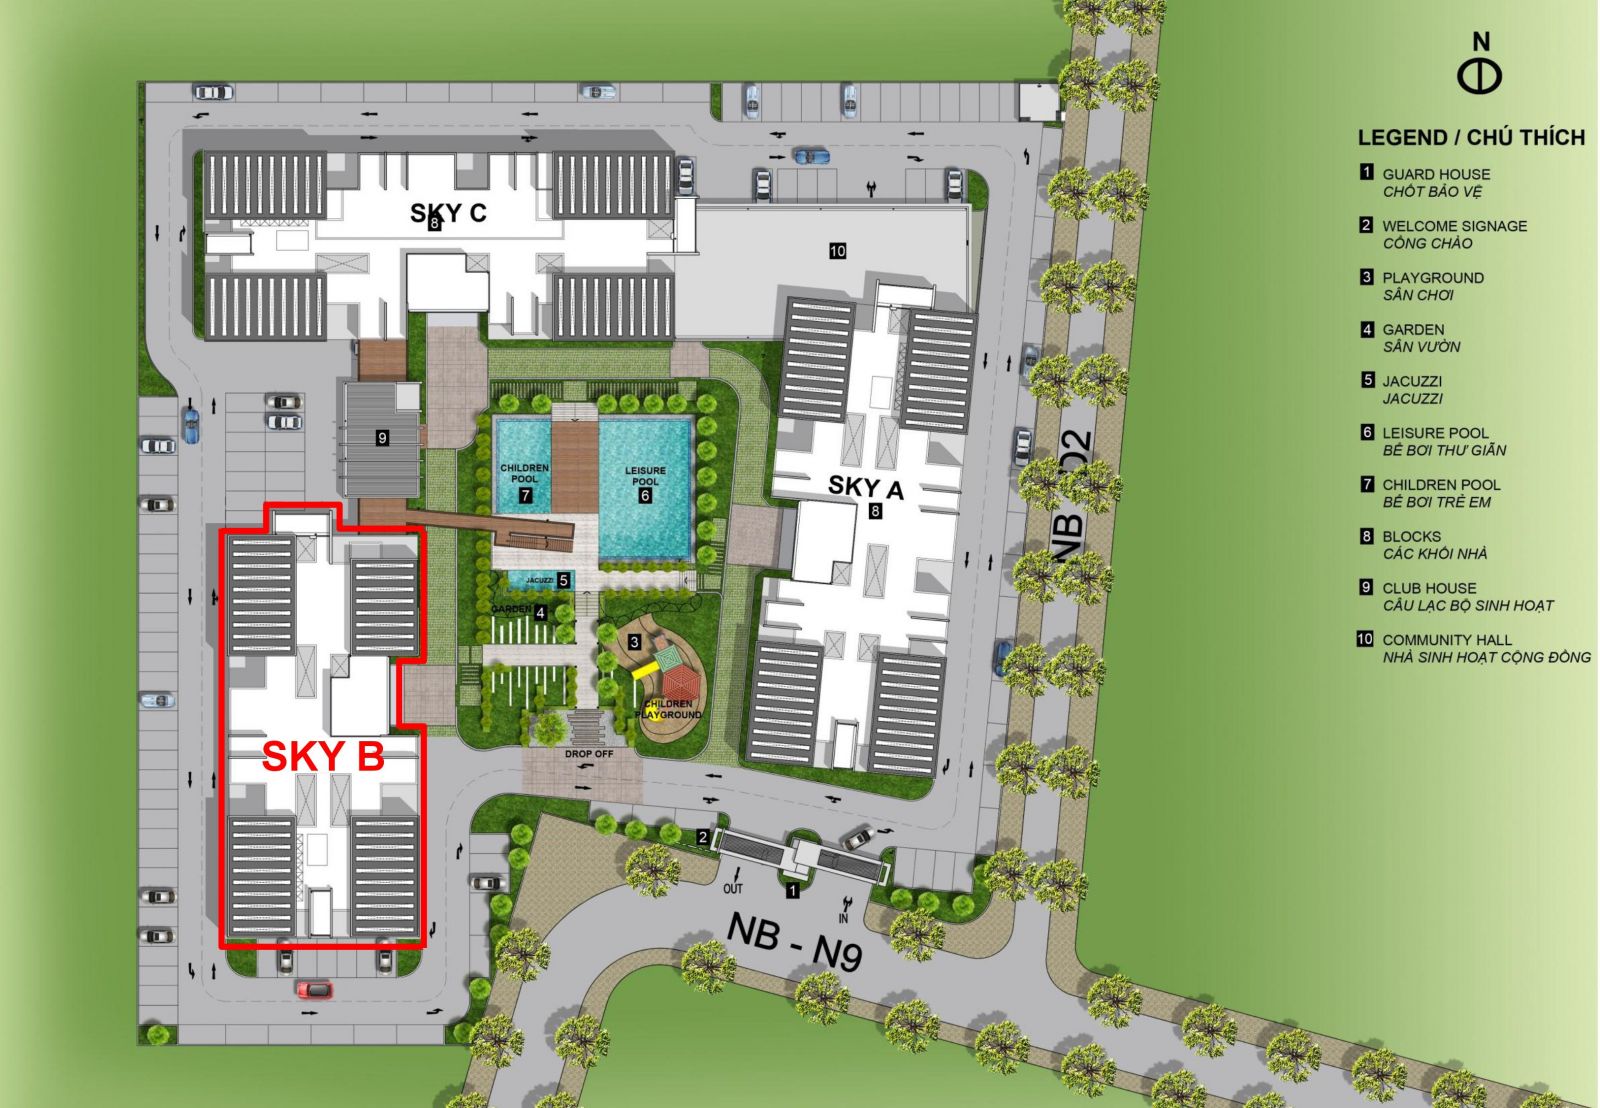 N
LEGEND / CHÚ THÍCH
1 GUARD HOUSE
CHỐT BẢO VỆ
2 WELCOME SIGNAGE
CỔNG CHÀO
3 PLAYGROUND
SÂN CHƠI
4 GARDEN
SÂN VƯỜN
5 JACUZZI
JACUZZI
6 LEISURE POOL
BỂ BƠI THƯ GIÃN
7 CHILDREN POOL
BỂ BƠI TRẺ EM
8 BLOCKS
CÁC KHỐI NHÀ
9 CLUB HOUSE
CÂU LẠC BỘ SINH HOẠT
10 COMMUNITY HALL
NHÀ SINH HOẠT CỘNG ĐỒNG
SKY C
8
10
9
CHILDREN
POOL
7
LEISURE
POOL
6
SKY A
8
JACUZZI 5
GARDEN 4
3
CHILDREN
PLAYGROUND
SKY B
DROP OFF
2
1
OUT
IN
NB - N9